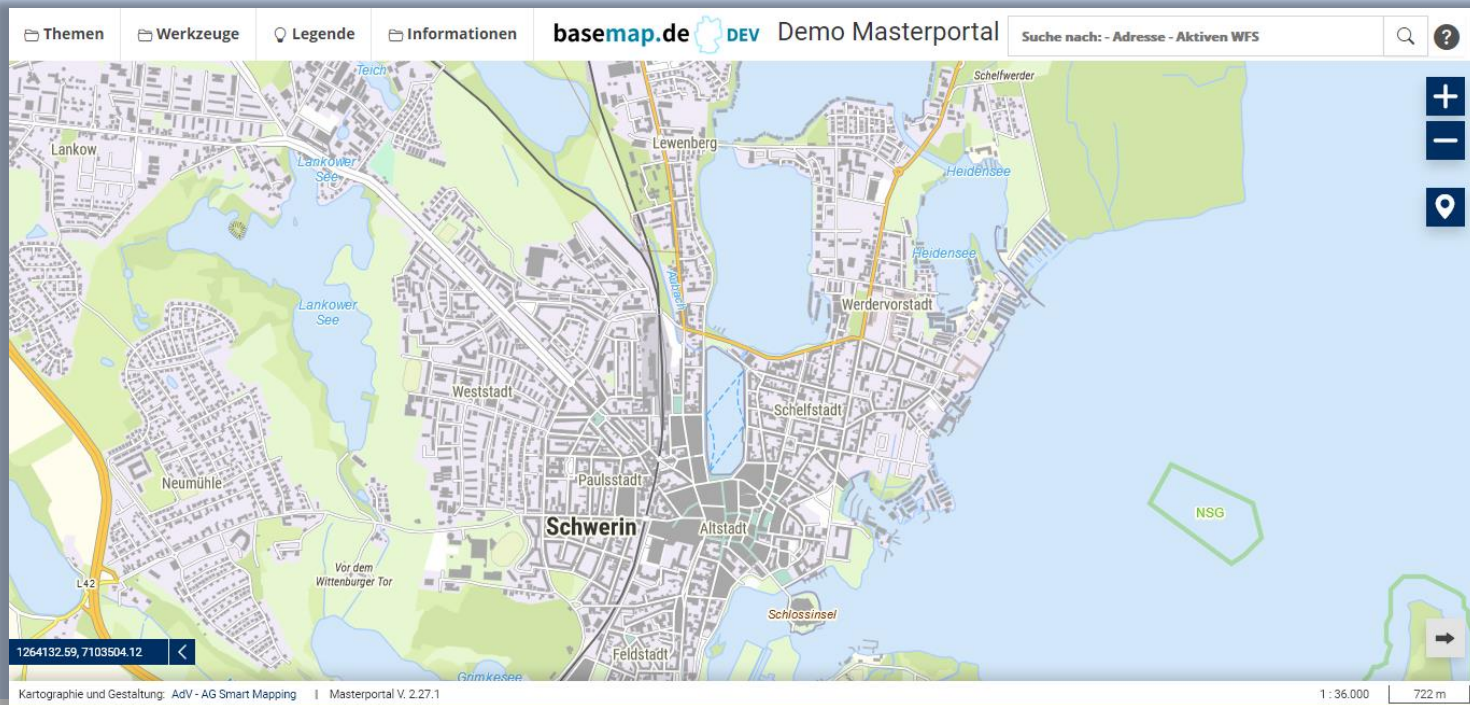 Themen
Werkzeuge
Legende
Informationen
basemap.de DEV
Demo Masterportal
Suche nach: - Adresse - Aktiven WFS
?
Teich
Schelfwerder
Lankow
Lankower
See
Lewenberg
Heidensee
Heidensee
Aubach
Lankower
See
Werdervorstadt
Weststadt
Schelfstadt
Neumühle
Paulsstadt
NSG
Schwerin
Altstadt
Vor dem
Wittenburger Tor
L42
Schlossinsel
Feldstadt
Grimkesee
1264132.59, 7103504.12
Kartographie und Gestaltung: AdV - AG Smart Mapping | Masterportal V. 2.27.1
1 : 36.000
722 m